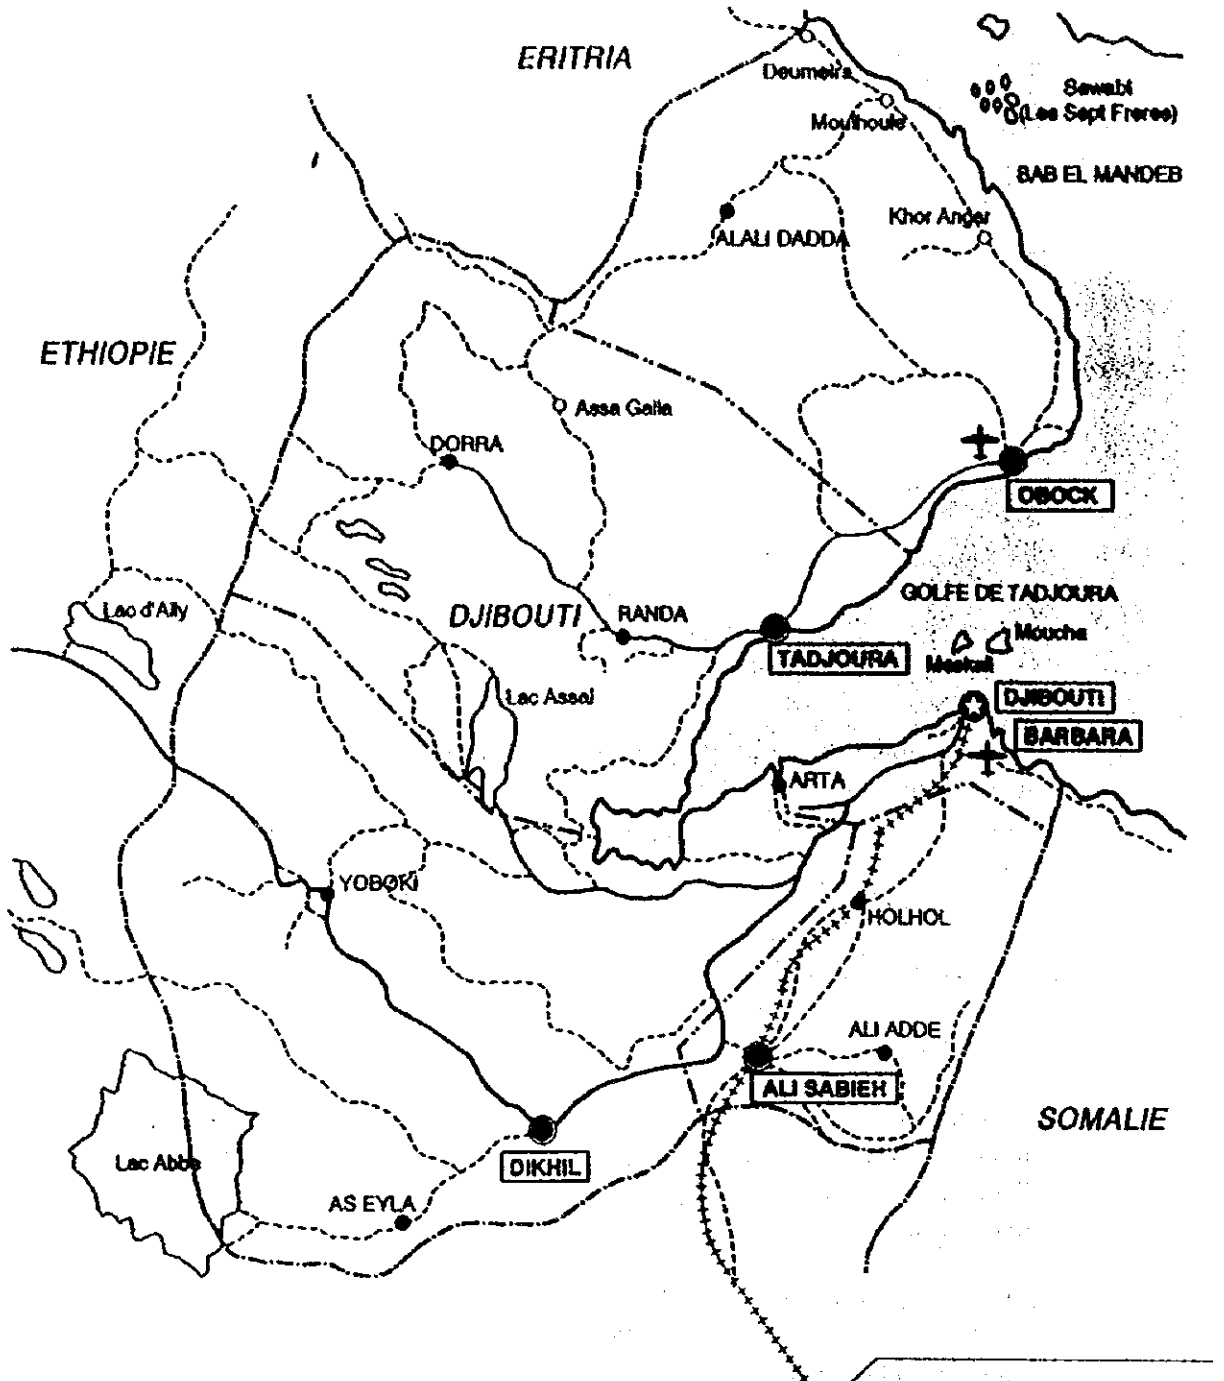 ERITRIA
Doumeira
Moulhoule
Sawabi
(Les Sept Freres)
BAB EL MANDEB
Khor Angar
ALALI DADDA
ETHIOPIE
Assa Gaila
DORRA
OBOCK
GOLFE DE TADJOURA
Lac d'Ally
DJIBOUTI
RANDA
Moucha
Maskali
TADJOURA
Lac Assal
DJIBOUTI
BARBARA
ARTA
YOBOKI
HOLHOL
ALI ADDE
ALI SABIEH
SOMALIE
Lac Abbe
DIKHIL
AS EYLA